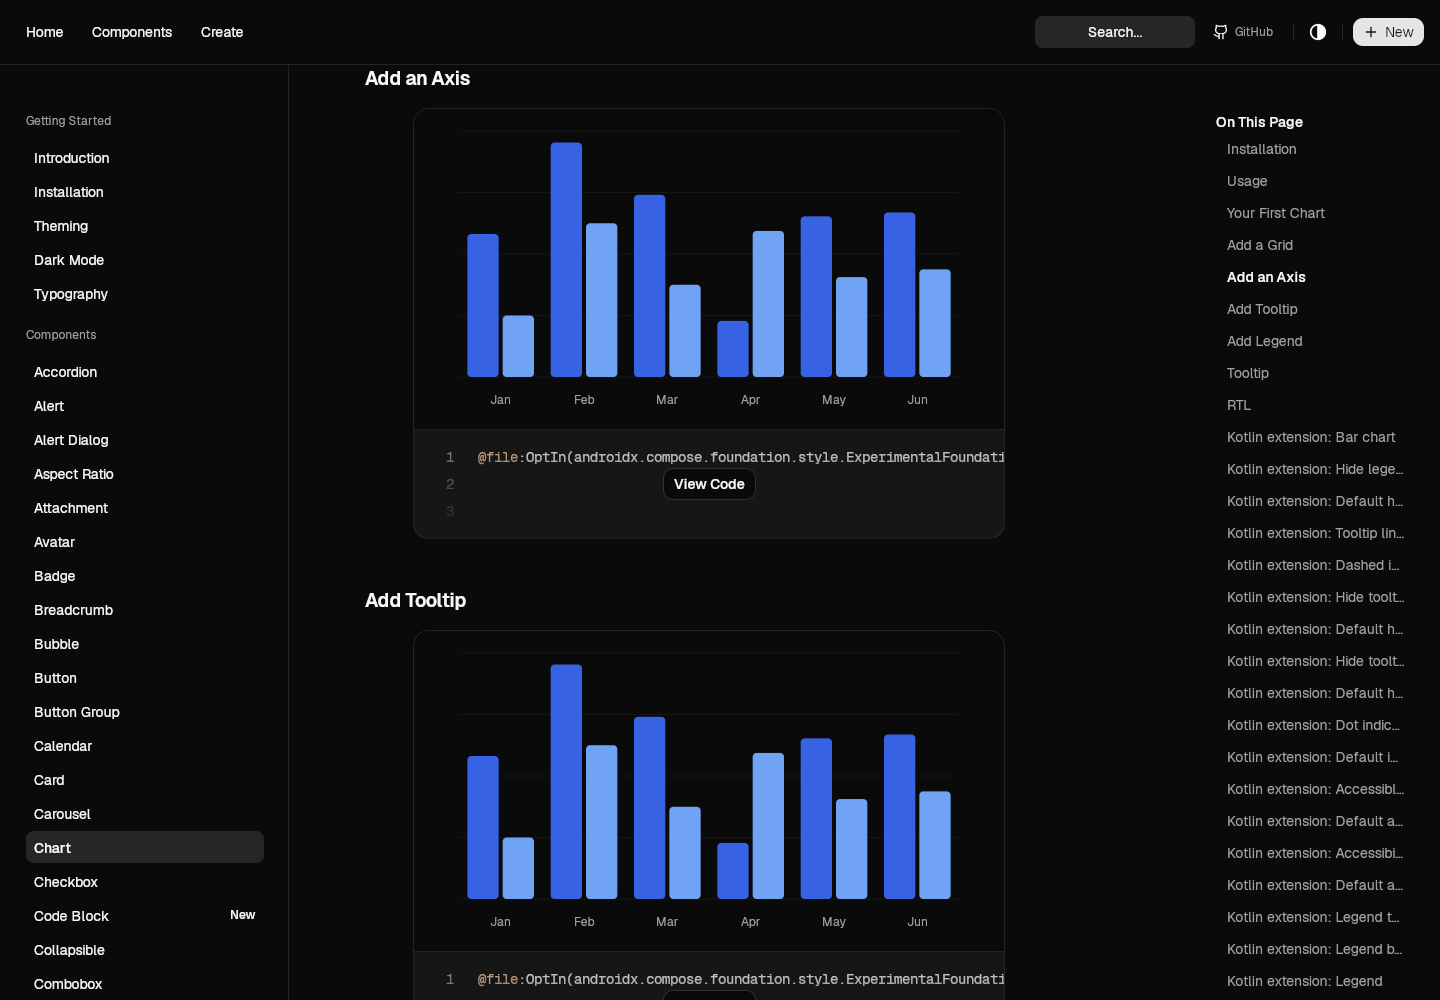 Home
Components
Create
Search...
GitHub
New
Getting Started
Introduction
Installation
Theming
Dark Mode
Typography
Components
Accordion
Alert
Alert Dialog
Aspect Ratio
Attachment
Avatar
Badge
Breadcrumb
Bubble
Button
Button Group
Calendar
Card
Carousel
Chart
Checkbox
Code Block New
Collapsible
Combobox
Add an Axis
Jan Feb Mar Apr May Jun
1 @file:OptIn(androidx.compose.foundation.style.ExperimentalFoundati
2
View Code
3
Add Tooltip
Jan Feb Mar Apr May Jun
1 @file:OptIn(androidx.compose.foundation.style.ExperimentalFoundati
On This Page
Installation
Usage
Your First Chart
Add a Grid
Add an Axis
Add Tooltip
Add Legend
Tooltip
RTL
Kotlin extension: Bar chart
Kotlin extension: Hide lege...
Kotlin extension: Default h...
Kotlin extension: Tooltip lin...
Kotlin extension: Dashed i...
Kotlin extension: Hide toolt...
Kotlin extension: Default h...
Kotlin extension: Hide toolt...
Kotlin extension: Default h...
Kotlin extension: Dot indic...
Kotlin extension: Default i...
Kotlin extension: Accessibl...
Kotlin extension: Default a...
Kotlin extension: Accessibi...
Kotlin extension: Default a...
Kotlin extension: Legend t...
Kotlin extension: Legend b...
Kotlin extension: Legend